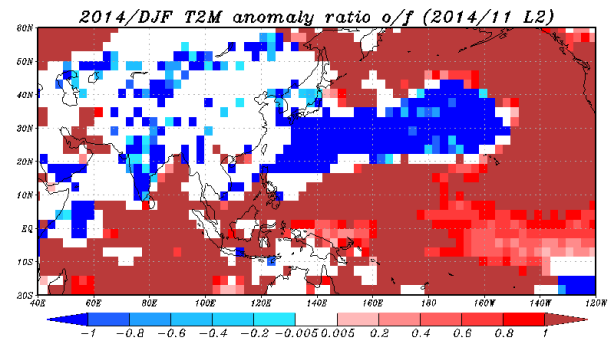 2014/DJF T2M anomaly ratio o/f (2014/11 L2)
60N
50N
40N
30N
20N
10N
EQ
10S
20S
40E 60E 80E 100E 120E 140E 160E 180 160W 140W 120W
-1 -0.8 -0.6 -0.4 -0.2 -0.005 0.005 0.2 0.4 0.6 0.8 1